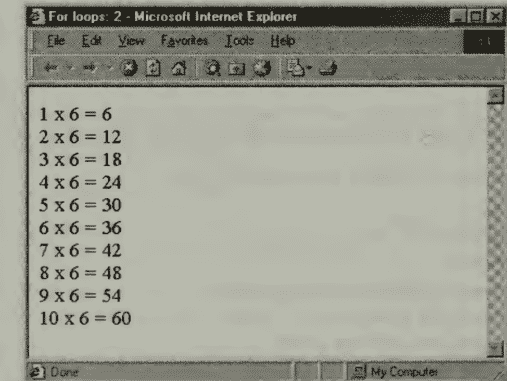 For loops: 2 - Microsoft Internet Explorer
File Edit View Favorites Tools Help
1 x 6 = 6
2 x 6 = 12
3 x 6 = 18
4 x 6 = 24
5 x 6 = 30
6 x 6 = 36
7 x 6 = 42
8 x 6 = 48
9 x 6 = 54
10 x 6 = 60
Done My Computer